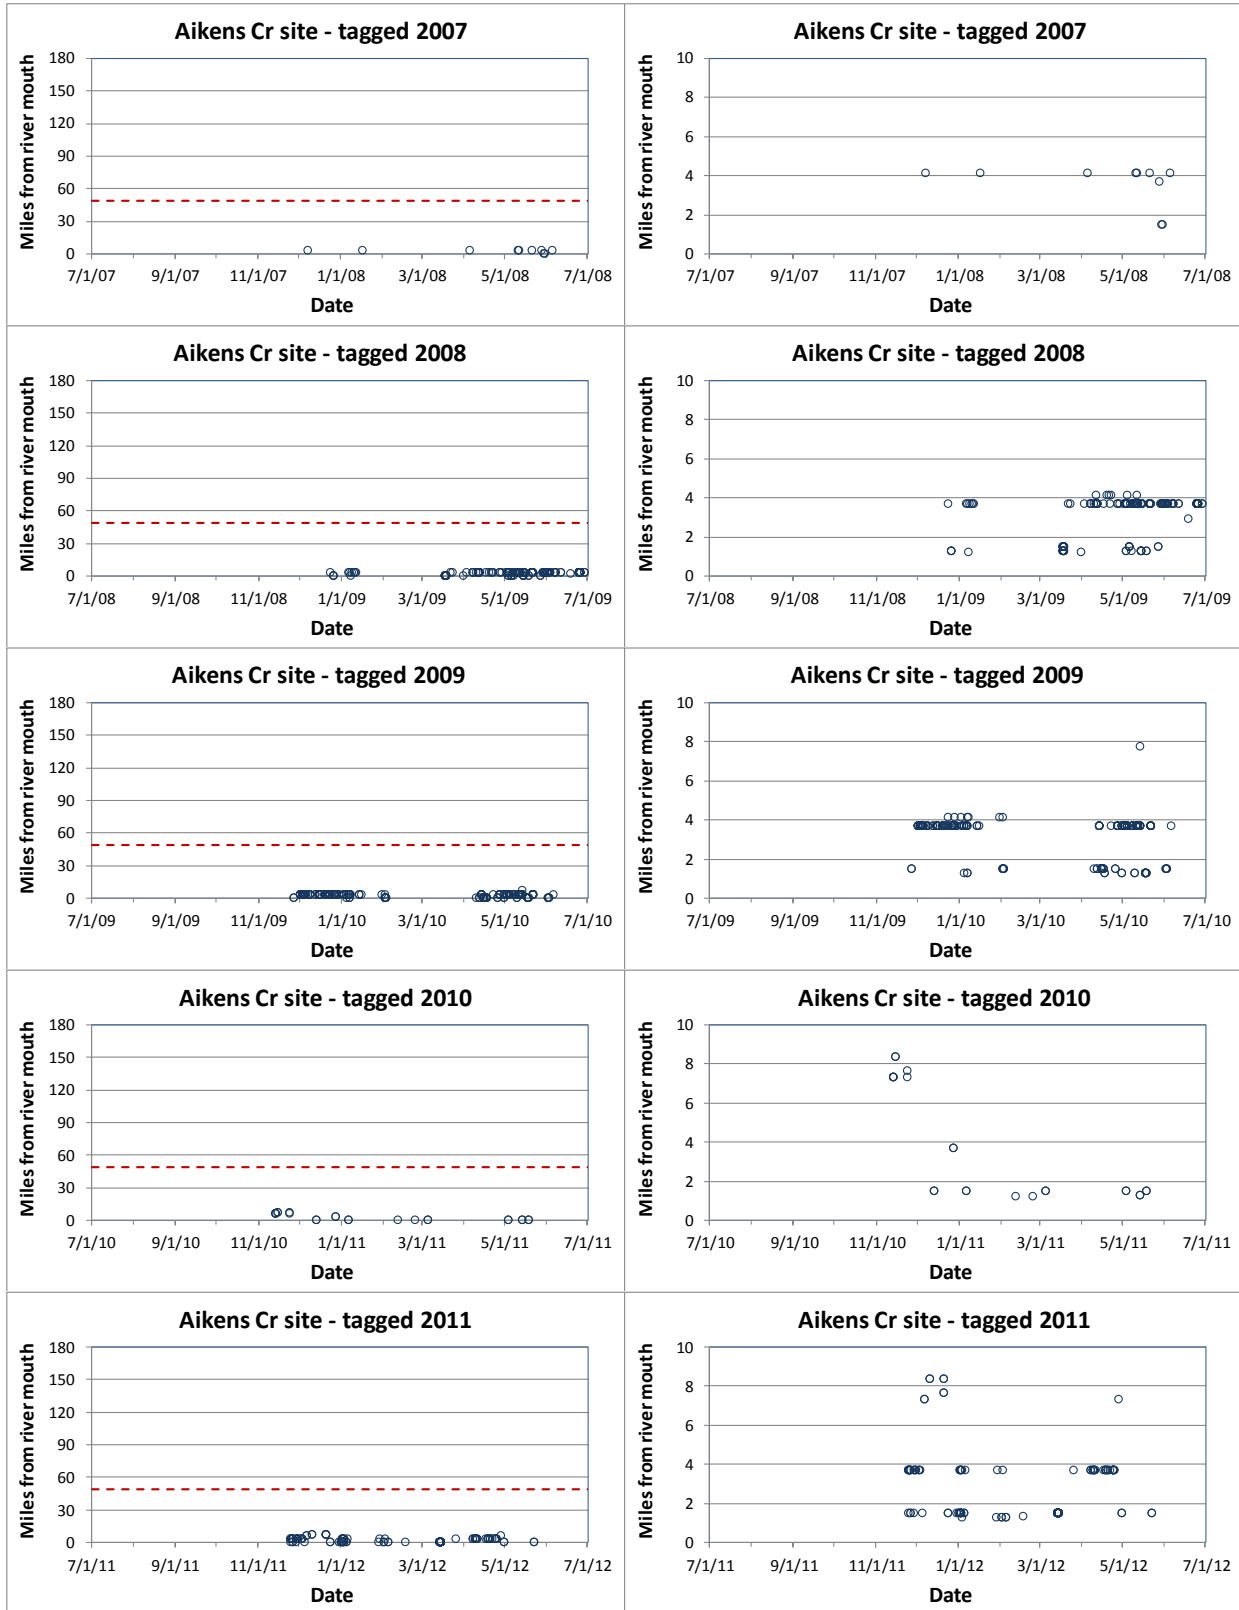 Aikens Cr site - tagged 2007
Miles from river mouth
180
150
120
90
60
30
0
7/1/07 9/1/07 11/1/07 1/1/08 3/1/08 5/1/08 7/1/08
Date
Aikens Cr site - tagged 2007
Miles from river mouth
10
8
6
4
2
0
7/1/07 9/1/07 11/1/07 1/1/08 3/1/08 5/1/08 7/1/08
Date
Aikens Cr site - tagged 2008
Miles from river mouth
180
150
120
90
60
30
0
7/1/08 9/1/08 11/1/08 1/1/09 3/1/09 5/1/09 7/1/09
Date
Aikens Cr site - tagged 2008
Miles from river mouth
10
8
6
4
2
0
7/1/08 9/1/08 11/1/08 1/1/09 3/1/09 5/1/09 7/1/09
Date
Aikens Cr site - tagged 2009
Miles from river mouth
180
150
120
90
60
30
0
7/1/09 9/1/09 11/1/09 1/1/10 3/1/10 5/1/10 7/1/10
Date
Aikens Cr site - tagged 2009
Miles from river mouth
10
8
6
4
2
0
7/1/09 9/1/09 11/1/09 1/1/10 3/1/10 5/1/10 7/1/10
Date
Aikens Cr site - tagged 2010
Miles from river mouth
180
150
120
90
60
30
0
7/1/10 9/1/10 11/1/10 1/1/11 3/1/11 5/1/11 7/1/11
Date
Aikens Cr site - tagged 2010
Miles from river mouth
10
8
6
4
2
0
7/1/10 9/1/10 11/1/10 1/1/11 3/1/11 5/1/11 7/1/11
Date
Aikens Cr site - tagged 2011
Miles from river mouth
180
150
120
90
60
30
0
7/1/11 9/1/11 11/1/11 1/1/12 3/1/12 5/1/12 7/1/12
Date
Aikens Cr site - tagged 2011
Miles from river mouth
10
8
6
4
2
0
7/1/11 9/1/11 11/1/11 1/1/12 3/1/12 5/1/12 7/1/12
Date